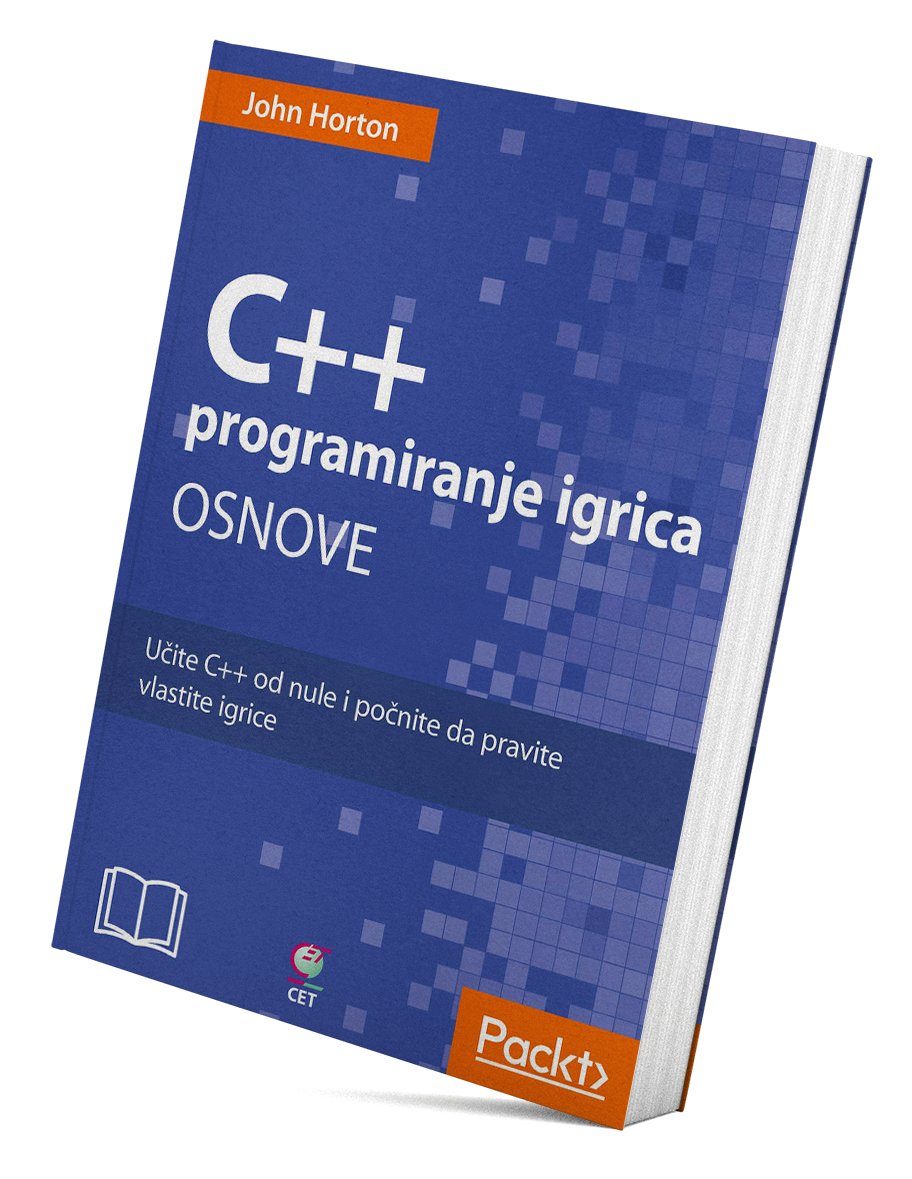 John Horton
C++
programiranje igrica
OSNOVE
Učite C++ od nule i počnite da pravite
vlastite igrice
CET
Packt>